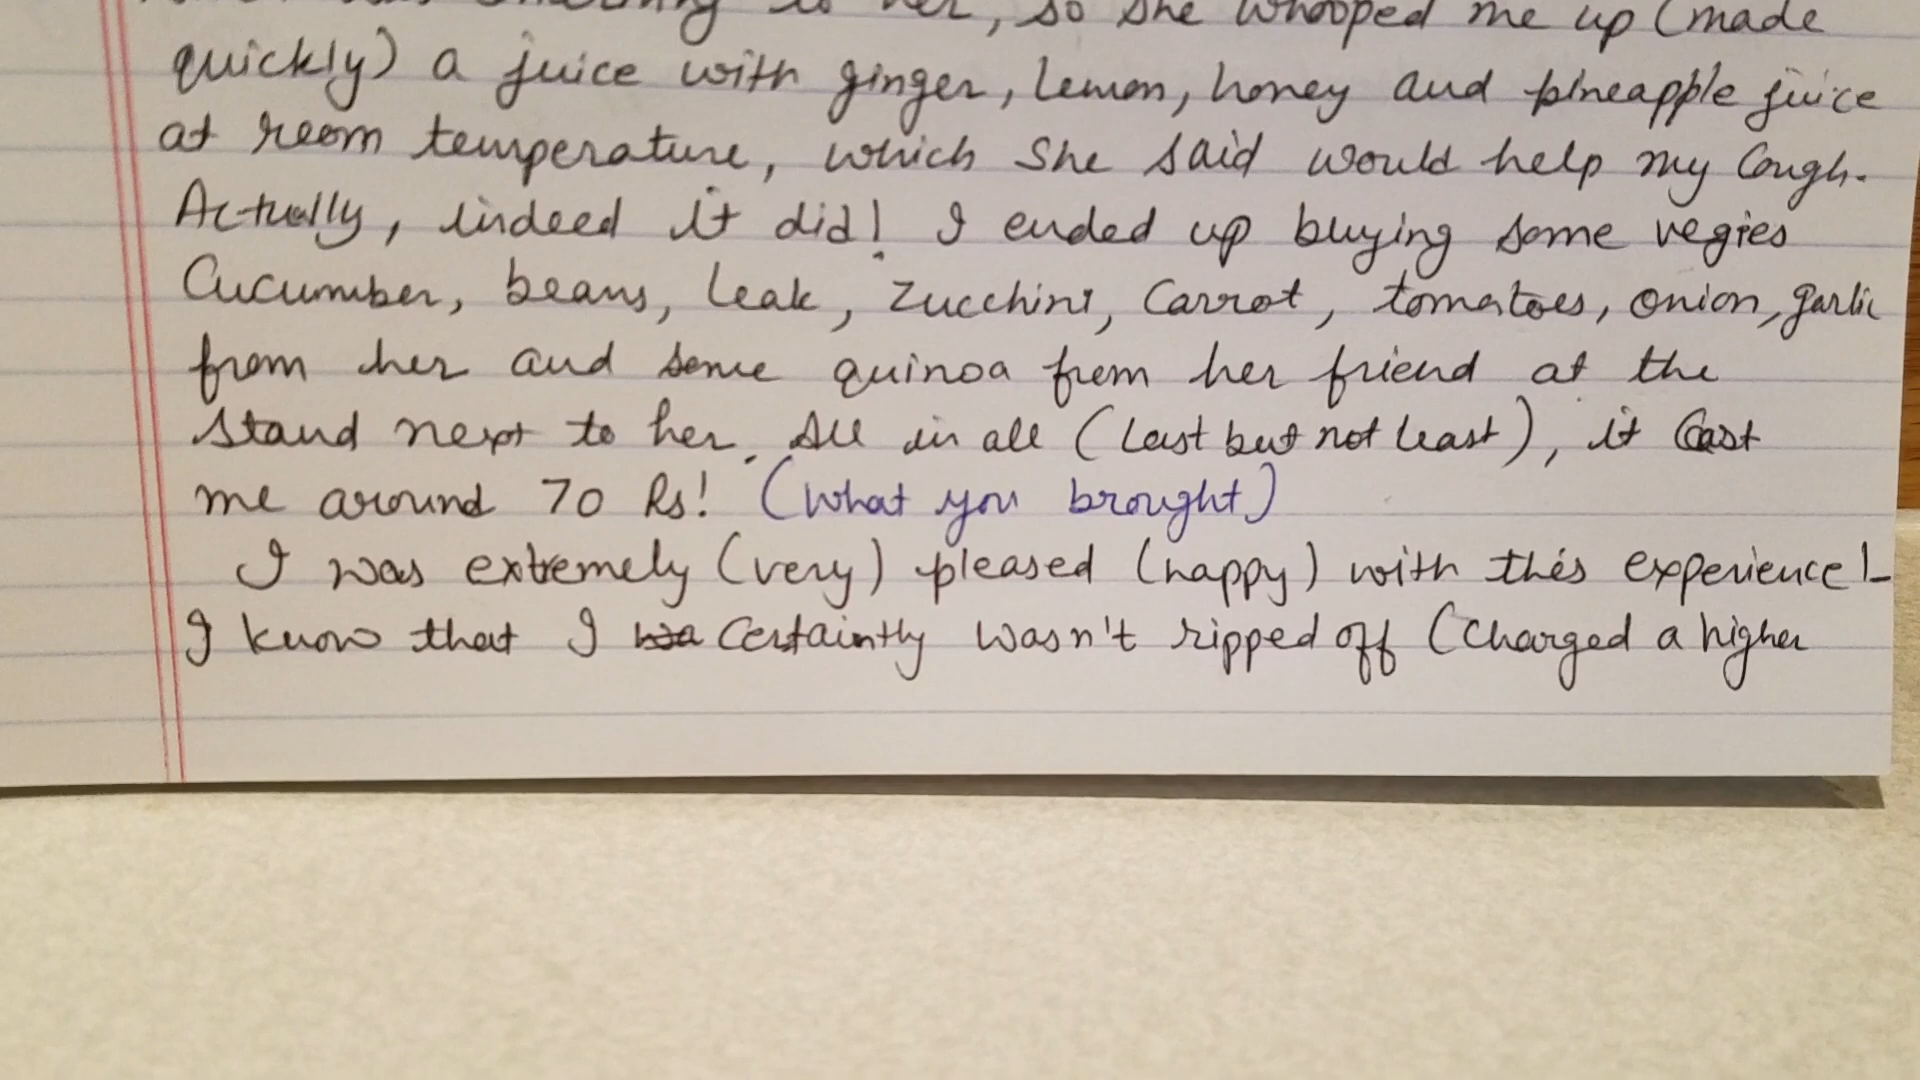 to her, so she whooped me up (made
quickly) a juice with ginger, lemon, honey and pineapple juice
at room temperature, which she said would help my cough.
Actually, indeed it did! I ended up buying some vegies
Cucumber, beans, leak, zucchini, carrot, tomatoes, onion, garlic
from her and some quinoa from her friend at the
stand next to her. All in all (last but not least), it cost
me around 70 Rs! (What you brought)
I was extremely (very) pleased (happy) with this experience!
I know that I wa certaintly wasn't ripped off (charged a higher